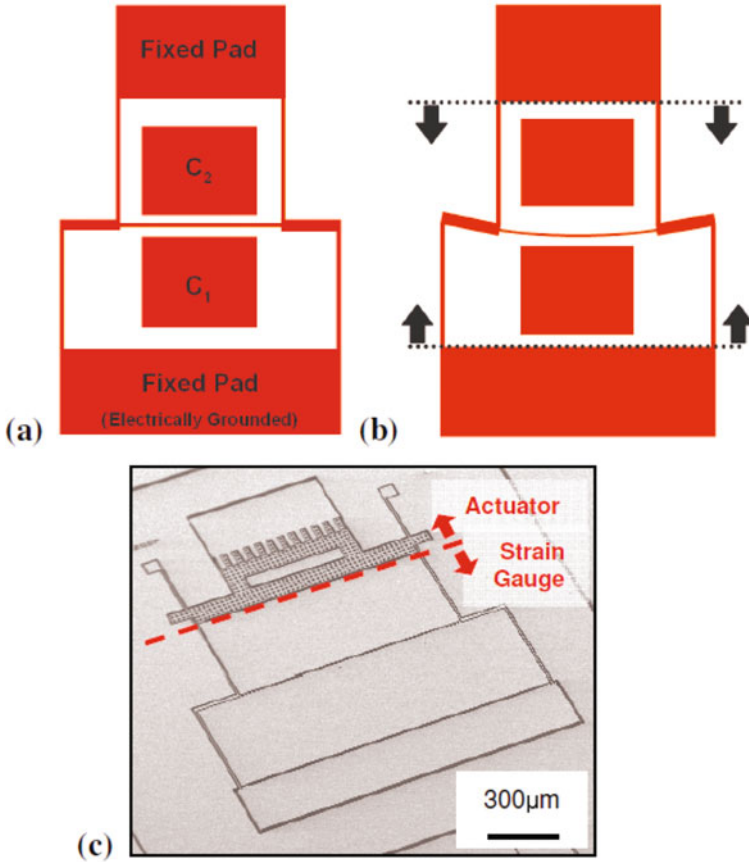 Fixed Pad
C2
C1
Fixed Pad
(Electrically Grounded)
(a)
(b)
Actuator
Strain
Gauge
300μm
(c)